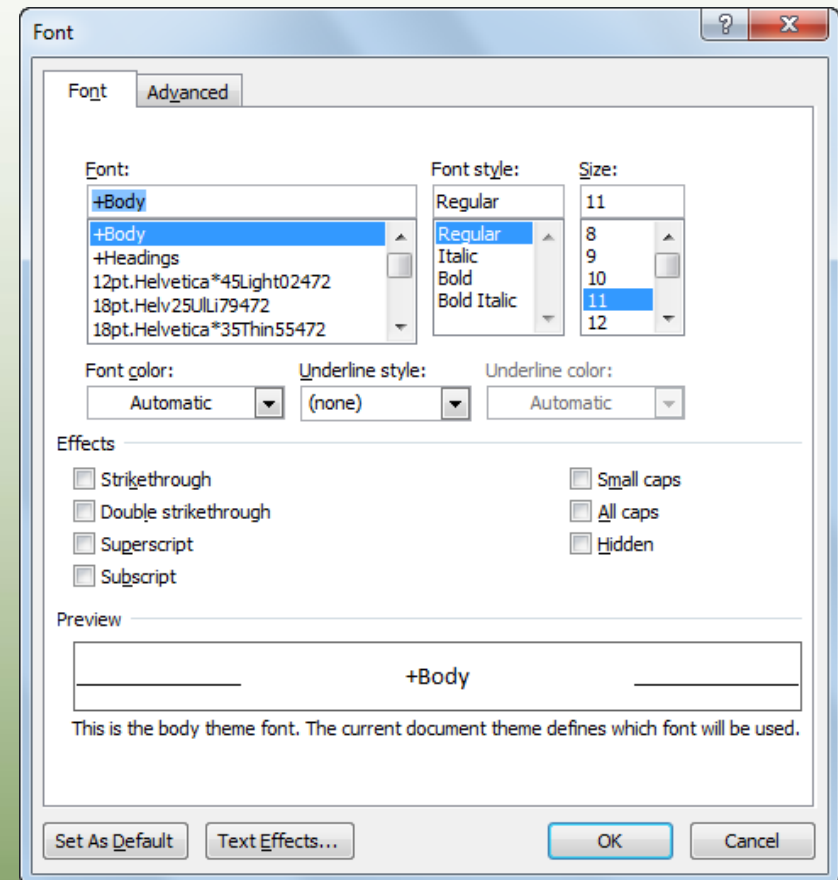 Font
Font Advanced
Font: Font style: Size:
+Body Regular 11
+Body Regular 8
+Headings Italic 9
12pt.Helvetica*45Light02472 Bold 10
18pt.Helv25UlLi79472 Bold Italic 11
18pt.Helvetica*35Thin55472 12
Font color: Underline style: Underline color:
Automatic (none) Automatic
Effects
Strikethrough Small caps
Double strikethrough All caps
Superscript Hidden
Subscript
Preview
+Body
This is the body theme font. The current document theme defines which font will be used.
Set As Default Text Effects... OK Cancel